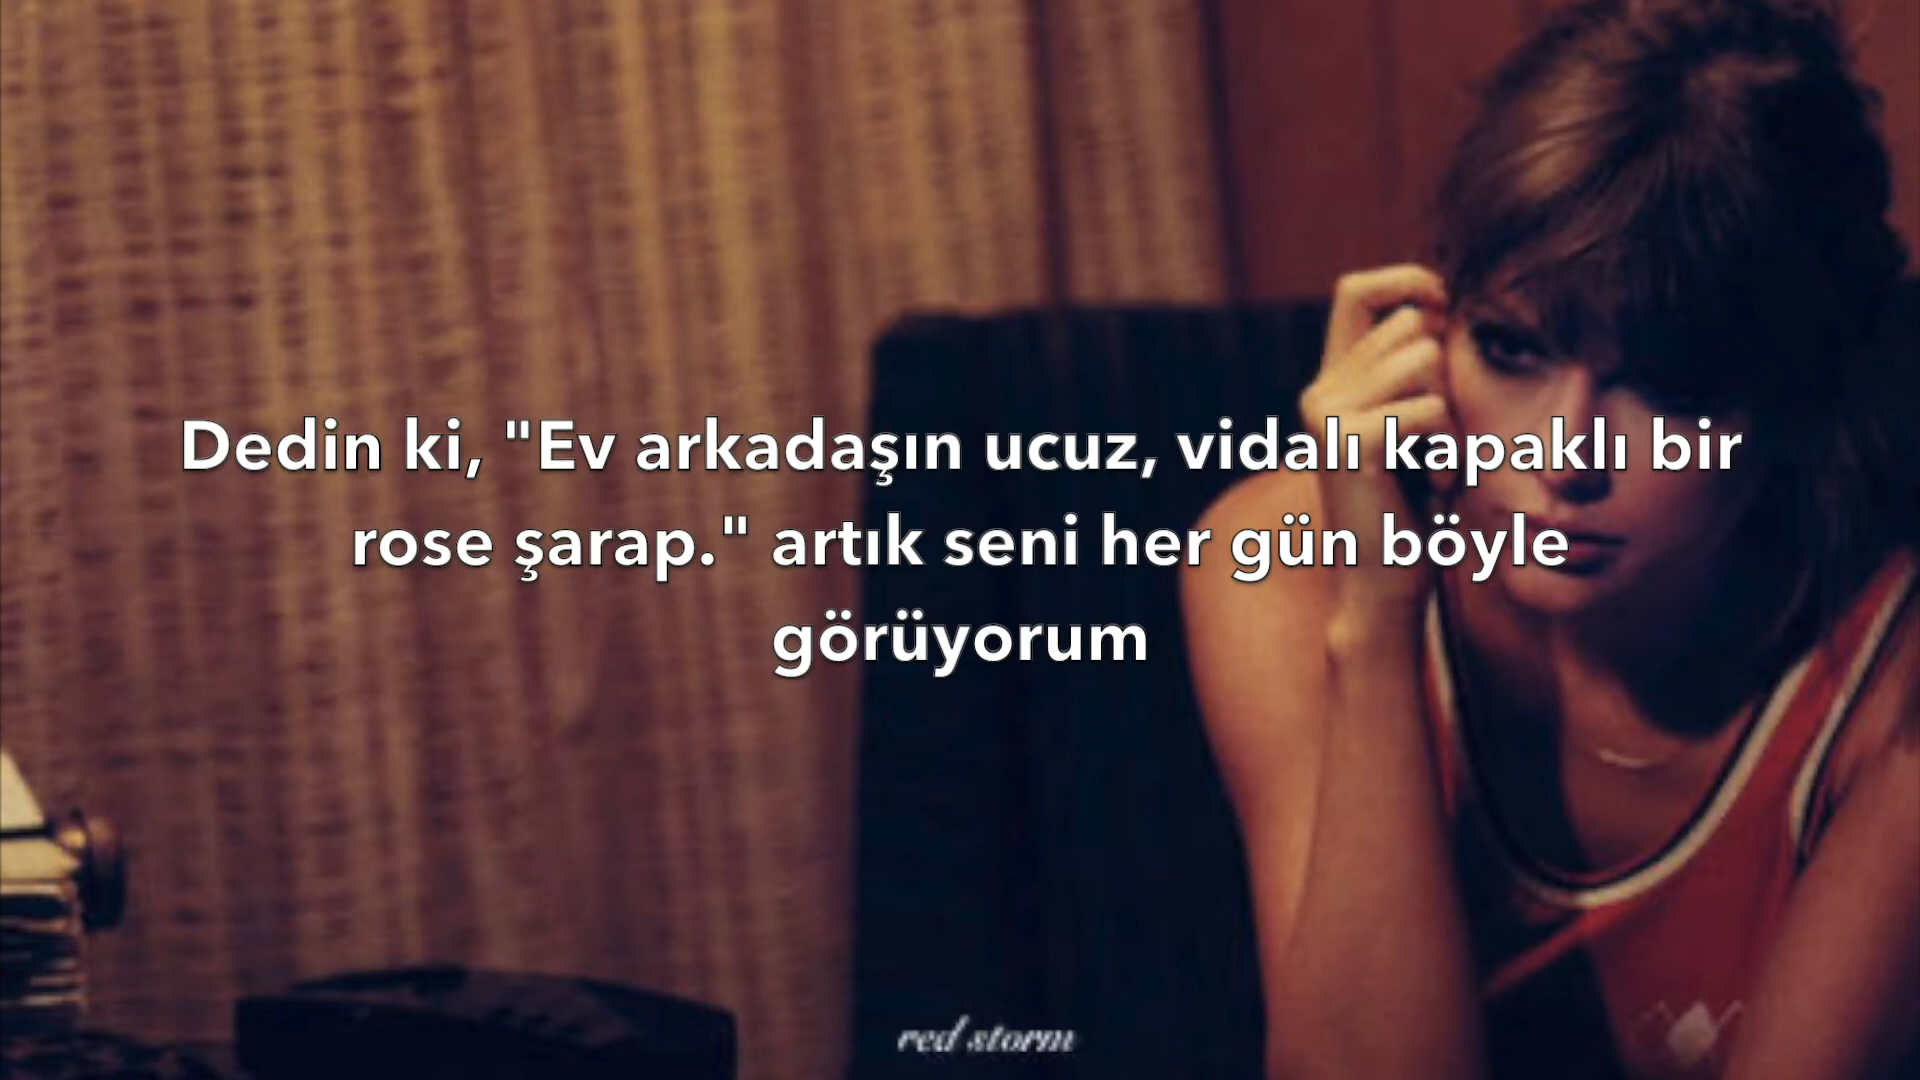 Dedin ki, "Ev arkadaşın ucuz, vidalı kapaklı bir
rose şarap." artık seni her gün böyle
görüyorum
red storm